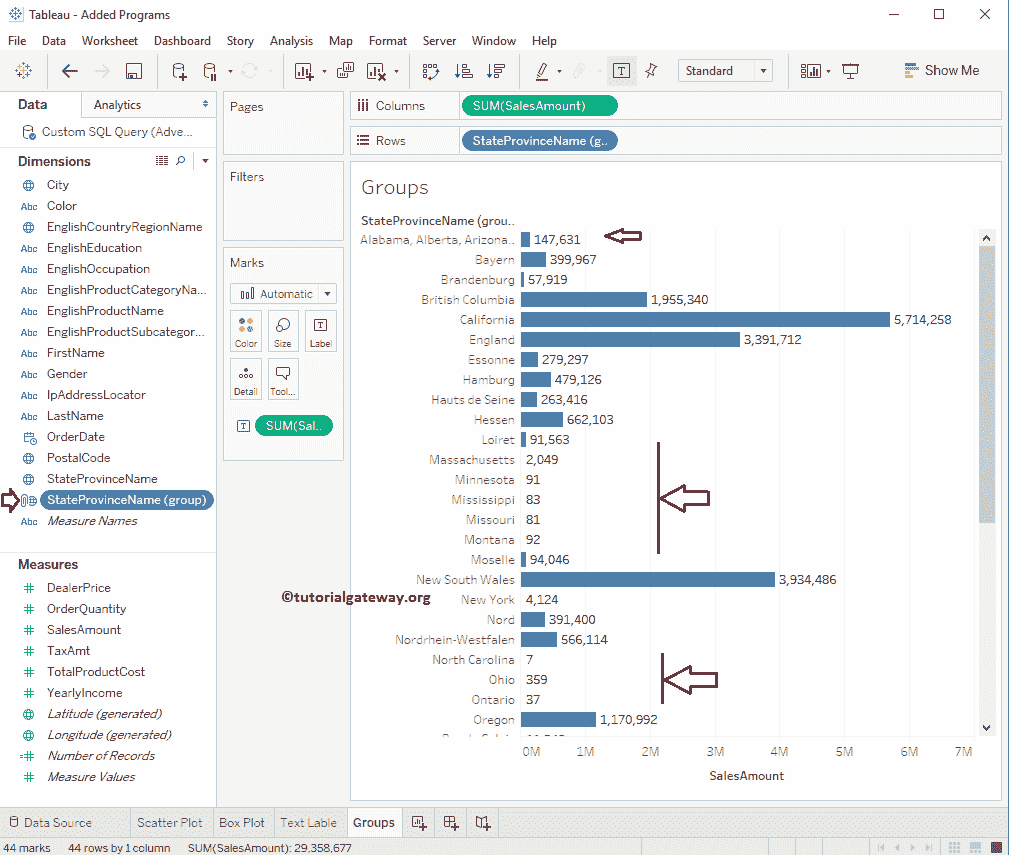 Tableau - Added Programs
File Data Worksheet Dashboard Story Analysis Map Format Server Window Help
Standard
Show Me
Data
Analytics
Custom SQL Query (Adve...
Dimensions
City
Abc Color
EnglishCountryRegionName
Abc EnglishEducation
Abc EnglishOccupation
Abc EnglishProductCategoryNa...
Abc EnglishProductName
Abc EnglishProductSubcategor...
Abc FirstName
Abc Gender
Abc IpAddressLocator
Abc LastName
OrderDate
PostalCode
StateProvinceName
StateProvinceName (group)
Abc Measure Names
Measures
# DealerPrice
# OrderQuantity
# SalesAmount
# TaxAmt
# TotalProductCost
# YearlyIncome
Latitude (generated)
Longitude (generated)
=# Number of Records
# Measure Values
Pages
Filters
Marks
Automatic
Color Size Label
Detail Tool...
T SUM(Sal..
Columns SUM(SalesAmount)
Rows StateProvinceName (g..
Groups
StateProvinceName (grou..
Alabama, Alberta, Arizona.. 147,631
Bayern 399,967
Brandenburg 57,919
British Columbia 1,955,340
California 5,714,258
England 3,391,712
Essonne 279,297
Hamburg 479,126
Hauts de Seine 263,416
Hessen 662,103
Loiret 91,563
Massachusetts 2,049
Minnesota 91
Mississippi 83
Missouri 81
Montana 92
Moselle 94,046
New South Wales 3,934,486
©tutorialgateway.org
New York 4,124
Nord 391,400
Nordrhein-Westfalen 566,114
North Carolina 7
Ohio 359
Ontario 37
Oregon 1,170,992
0M 1M 2M 3M 4M 5M 6M 7M
SalesAmount
Data Source Scatter Plot Box Plot Text Lable Groups
44 marks 44 rows by 1 column SUM(SalesAmount): 29,358,677